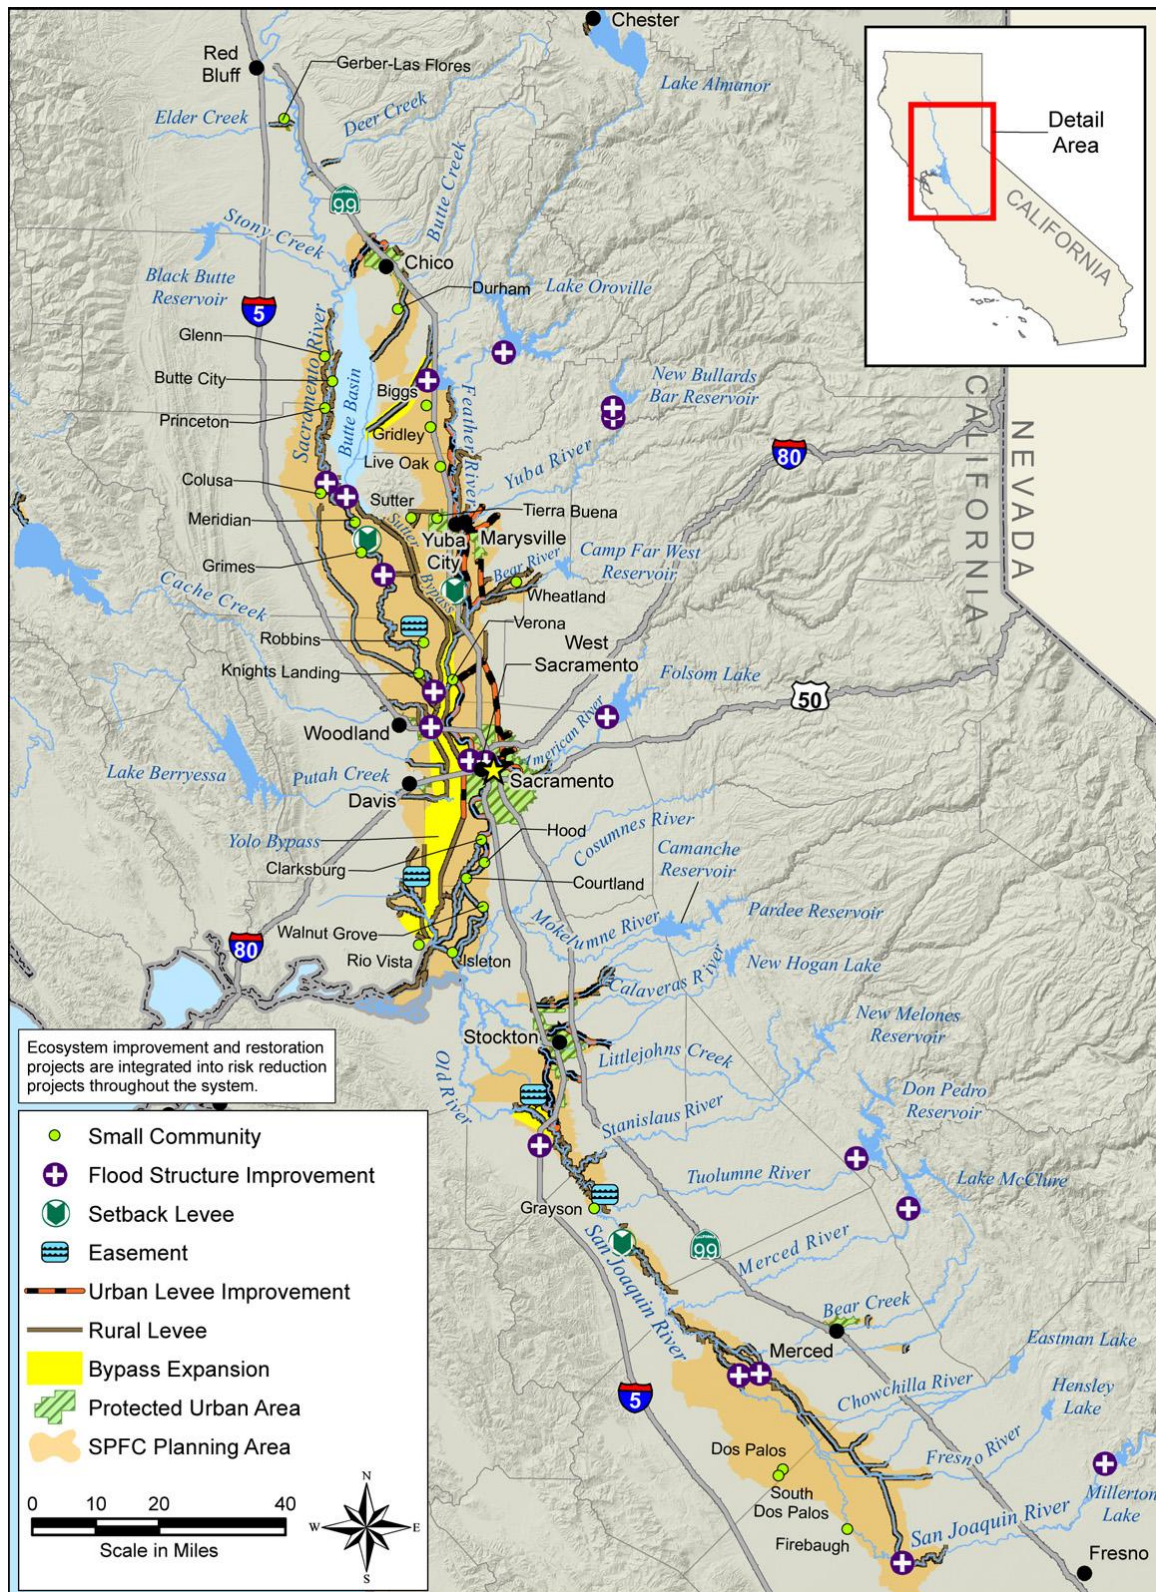 Chester
Red
Bluff
Gerber-Las Flores
Lake Almanor
Elder Creek
Deer Creek
Detail
Area
CALIFORNIA
CALIFORNIA
99
Butte Creek
Stony Creek
Chico
Black Butte
Reservoir
5
Durham
Lake Oroville
Glenn
Sacramento River
Butte City
Butte Basin
Princeton
Biggs
Gridley
Feather River
New Bullards
Bar Reservoir
CALIFORNIA
NEVADA
80
Live Oak
Yuba River
Colusa
Sutter
Tierra Buena
Meridian
Sutter
Bypass
Yuba
City
Marysville
Grimes
Bear River
Camp Far West
Reservoir
Cache Creek
Wheatland
Robbins
Verona
West
Sacramento
Knights Landing
Folsom Lake
50
Woodland
American River
Lake Berryessa
Putah Creek
Sacramento
Davis
Yolo Bypass
Hood
Cosumnes River
Clarksburg
Camanche
Reservoir
Courtland
Walnut Grove
Mokelumne River
Pardee Reservoir
80
Rio Vista
Isleton
Calaveras River
New Hogan Lake
Stockton
New Melones
Reservoir
Old River
Littlejohns Creek
Don Pedro
Reservoir
Stanislaus River
Tuolumne River
Lake McClure
Grayson
San Joaquin River
CALIFORNIA
99
Merced River
Bear Creek
Merced
Eastman Lake
5
Chowchilla River
Hensley
Lake
Dos Palos
Fresno River
South
Dos Palos
Millerton
Lake
Firebaugh
San Joaquin River
Fresno
Ecosystem improvement and restoration
projects are integrated into risk reduction
projects throughout the system.
Small Community
Flood Structure Improvement
Setback Levee
Easement
Urban Levee Improvement
Rural Levee
Bypass Expansion
Protected Urban Area
SPFC Planning Area
0 20 40
Scale in Miles
N
W E
S